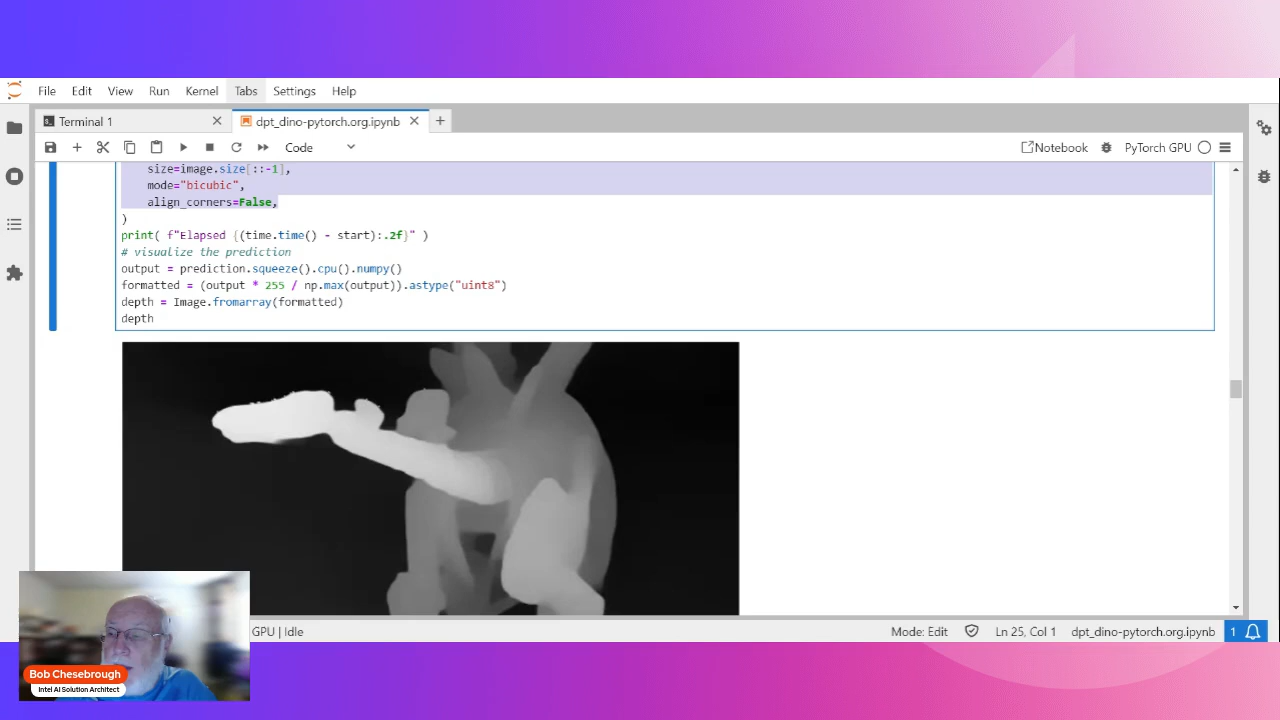 File Edit View Run Kernel Tabs Settings Help
Terminal 1
dpt_dino-pytorch.org.ipynb
Code
Notebook
PyTorch GPU
size=image.size[::-1],
mode="bicubic",
align_corners=False,
)
print( f"Elapsed {(time.time() - start):.2f}" )
# visualize the prediction
output = prediction.squeeze().cpu().numpy()
formatted = (output * 255 / np.max(output)).astype("uint8")
depth = Image.fromarray(formatted)
depth
GPU | Idle
Mode: Edit
Ln 25, Col 1
dpt_dino-pytorch.org.ipynb
1
Bob Chesebrough
Intel AI Solution Architect